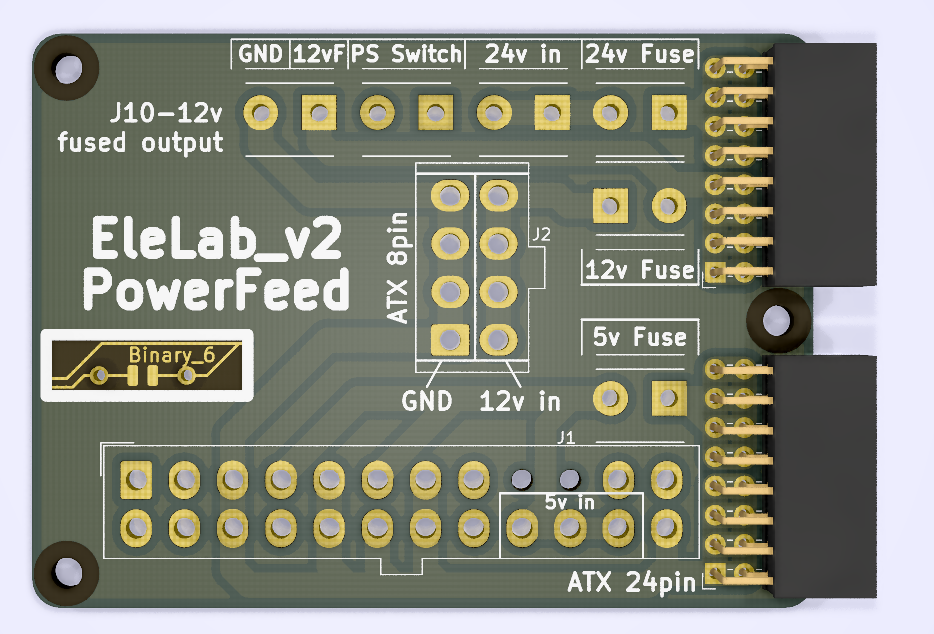 GND 12vF PS Switch 24v in 24v Fuse
J10-12v
fused output
EleLab_v2
PowerFeed
ATX 8pin
J2
12v Fuse
5v Fuse
Binary_6
GND 12v in
J1
5v in
ATX 24pin